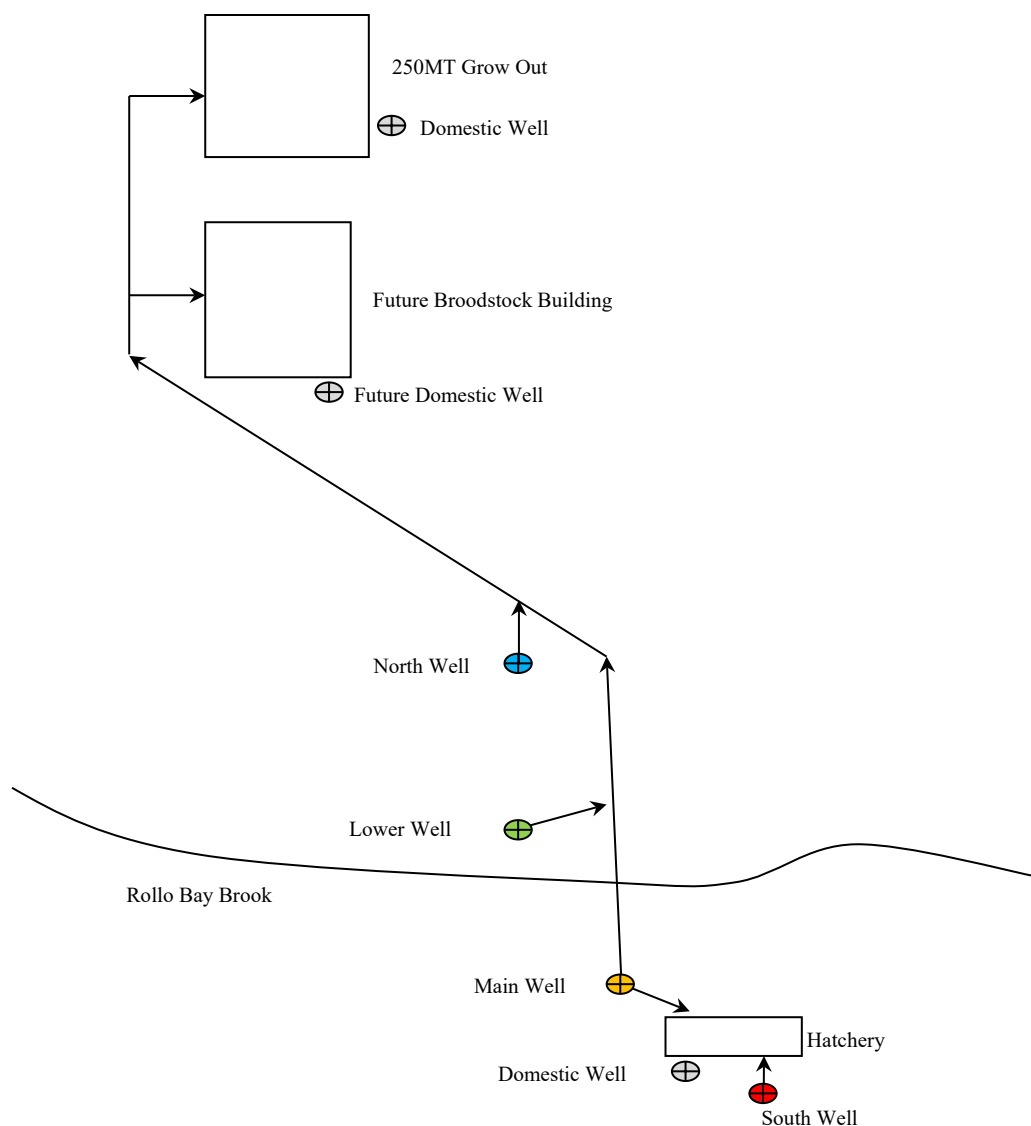 250MT Grow Out
Domestic Well
Future Broodstock Building
Future Domestic Well
North Well
Lower Well
Rollo Bay Brook
Main Well
Hatchery
Domestic Well
South Well